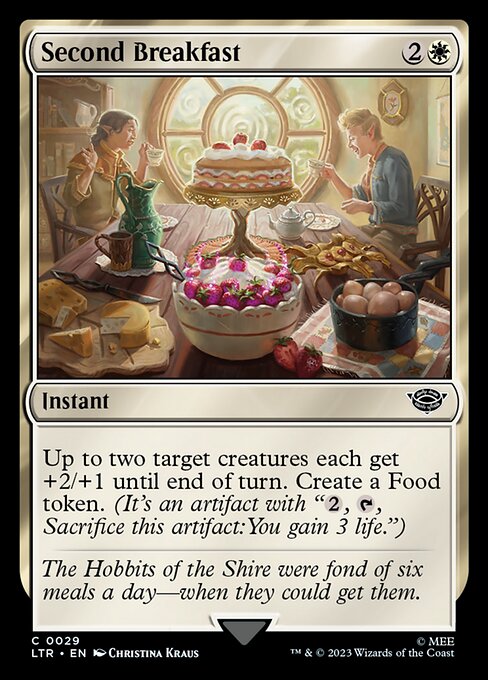 Second Breakfast 2
Instant
Up to two target creatures each get
+2/+1 until end of turn. Create a Food
token. (It's an artifact with “2, ,
Sacrifice this artifact:You gain 3 life.”)
The Hobbits of the Shire were fond of six
meals a day—when they could get them.
C 0029
LTR • EN Christina Kraus
© MEE
™ & © 2023 Wizards of the Coast